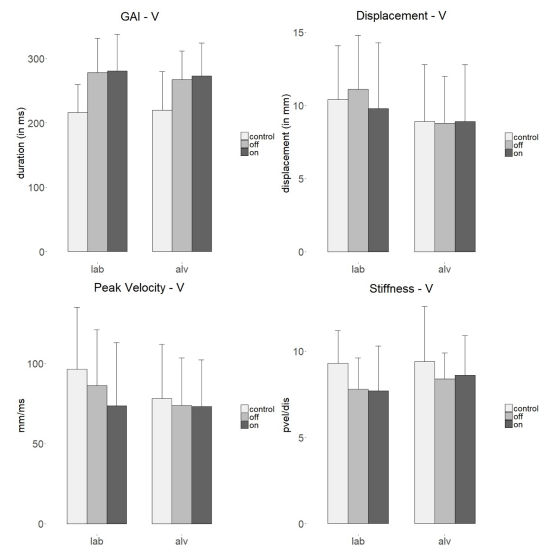 GAI - V
duration (in ms)
300
200
100
0
lab
alv
control
off
on
Displacement - V
displacement (in mm)
15
10
5
0
lab
alv
control
off
on
Peak Velocity - V
mm/ms
100
50
0
lab
alv
control
off
on
Stiffness - V
pvel/dis
10
5
0
lab
alv
control
off
on